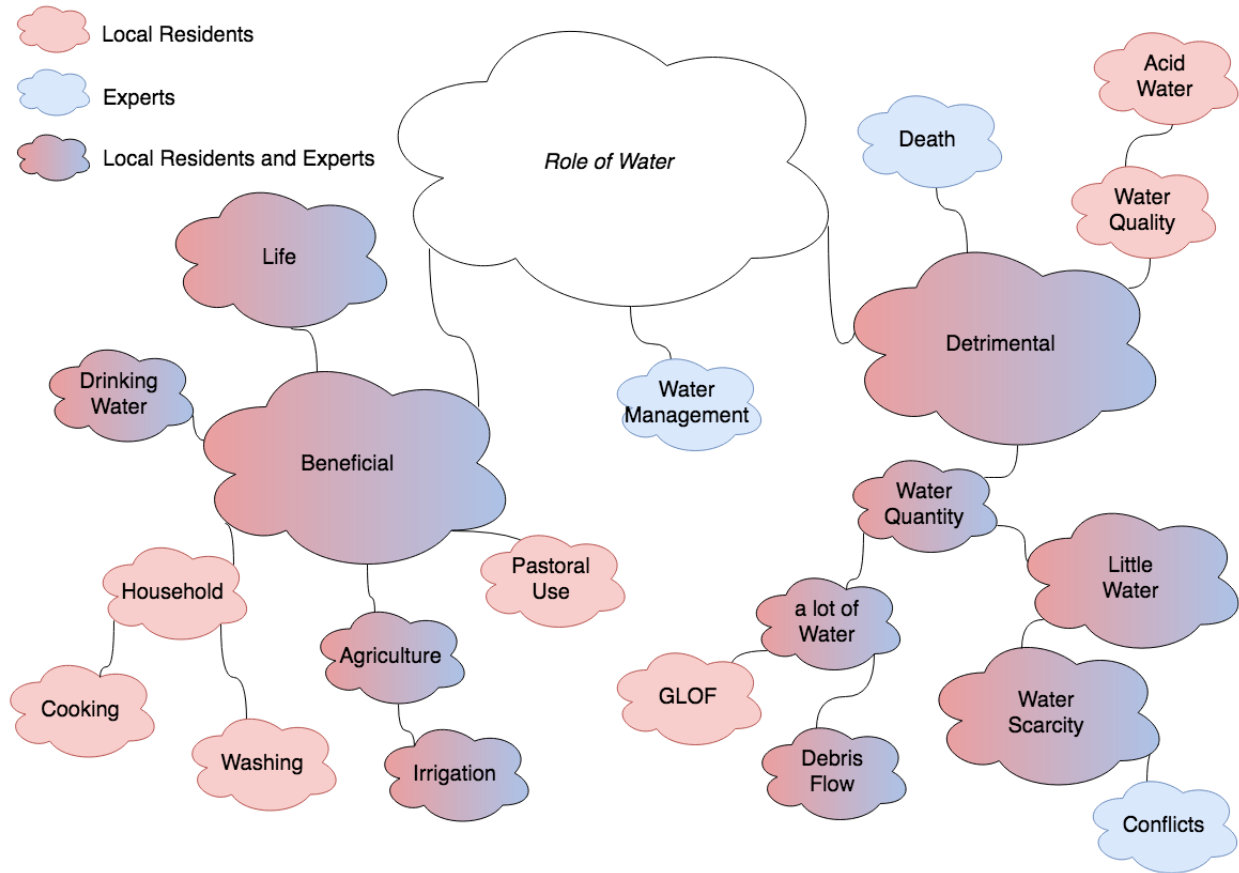 Local Residents
Experts
Local Residents and Experts
Role of Water
Life
Drinking
Water
Beneficial
Household
Cooking
Washing
Agriculture
Irrigation
Pastoral
Use
Water
Management
Death
Acid
Water
Water
Quality
Detrimental
Water
Quantity
a lot of
Water
GLOF
Debris
Flow
Little
Water
Water
Scarcity
Conflicts